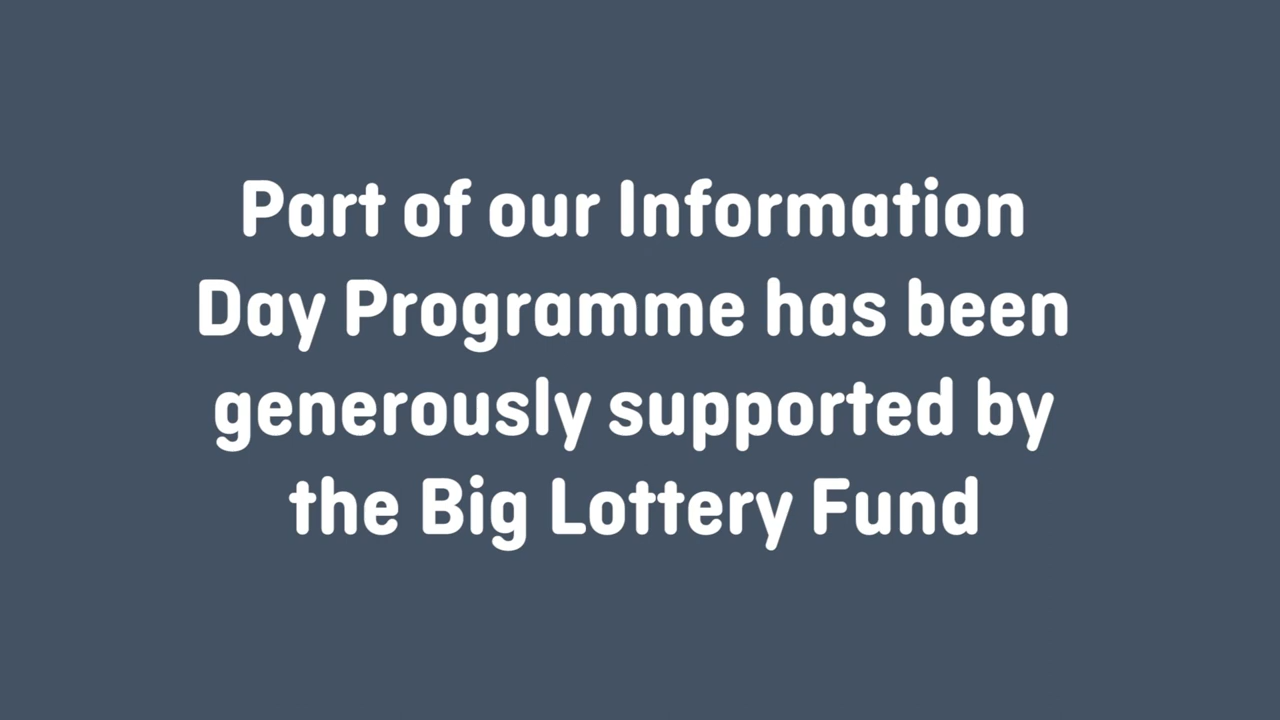 Part of our Information
Day Programme has been
generously supported by
the Big Lottery Fund